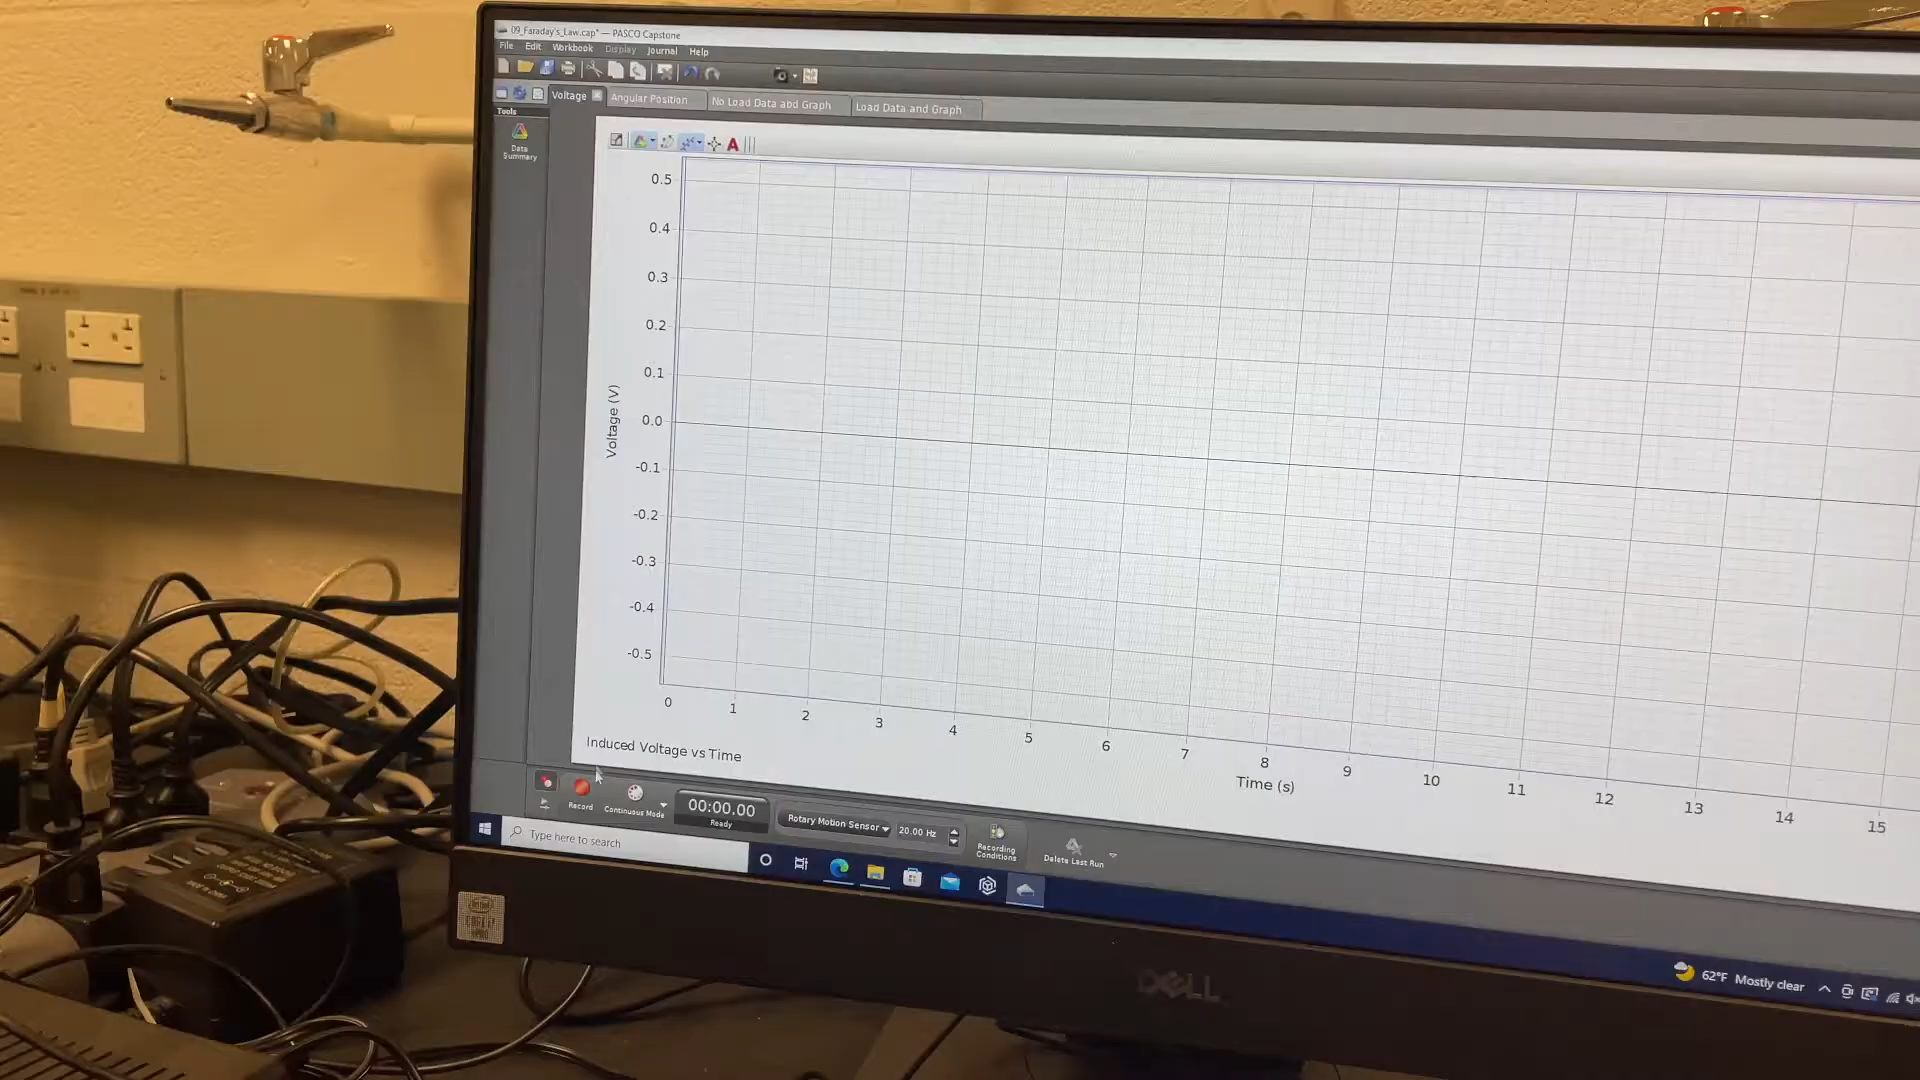 09_Faraday's_Law.cap* — PASCO Capstone
File Edit Workbook Display Journal Help
Voltage
Angular Position
No Load Data abd Graph
Load Data and Graph
Tools
Data
Summary
0.5
0.4
0.3
0.2
0.1
0.0
-0.1
-0.2
-0.3
-0.4
-0.5
Voltage (V)
0 1 2 3 4 5 6 7 8 9 10 11 12 13 14 15
Time (s)
Induced Voltage vs Time
Record
Continuous Mode
00:00.00
Ready
Rotary Motion Sensor
20.00 Hz
Recording
Conditions
Delete Last Run
Type here to search
62°F Mostly clear
DELL
intel